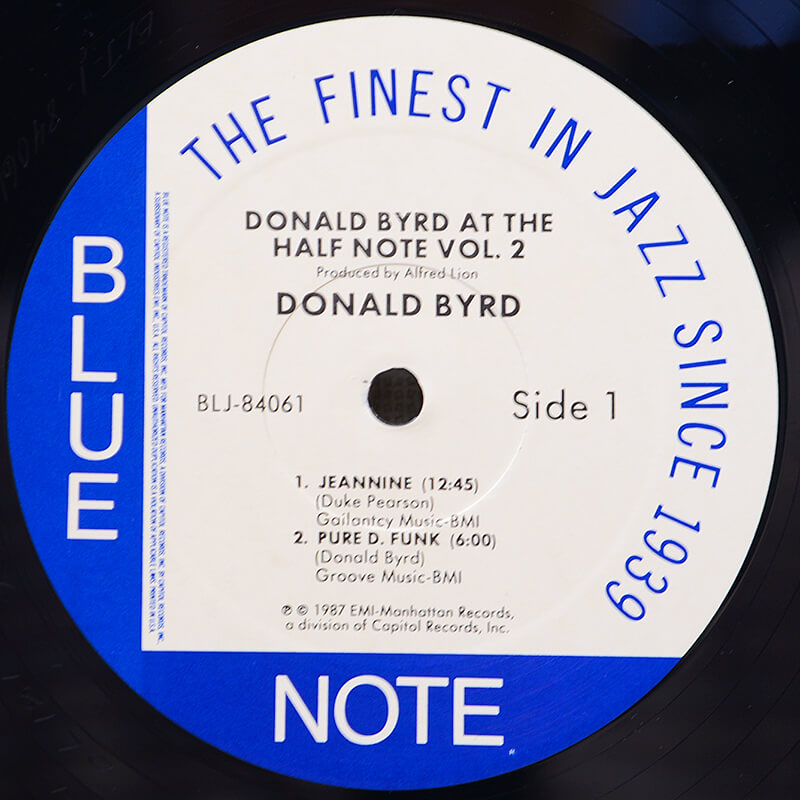 THE FINEST IN JAZZ SINCE 1939
BLUE
NOTE
DONALD BYRD AT THE
HALF NOTE VOL. 2
Produced by Alfred Lion
DONALD BYRD
BLJ-84061
Side 1
1. JEANNINE (12:45)
(Duke Pearson)
Gailantcy Music-BMI
2. PURE D. FUNK (6:00)
(Donald Byrd)
Groove Music-BMI
℗ © 1987 EMI-Manhattan Records,
a division of Capitol Records, Inc.